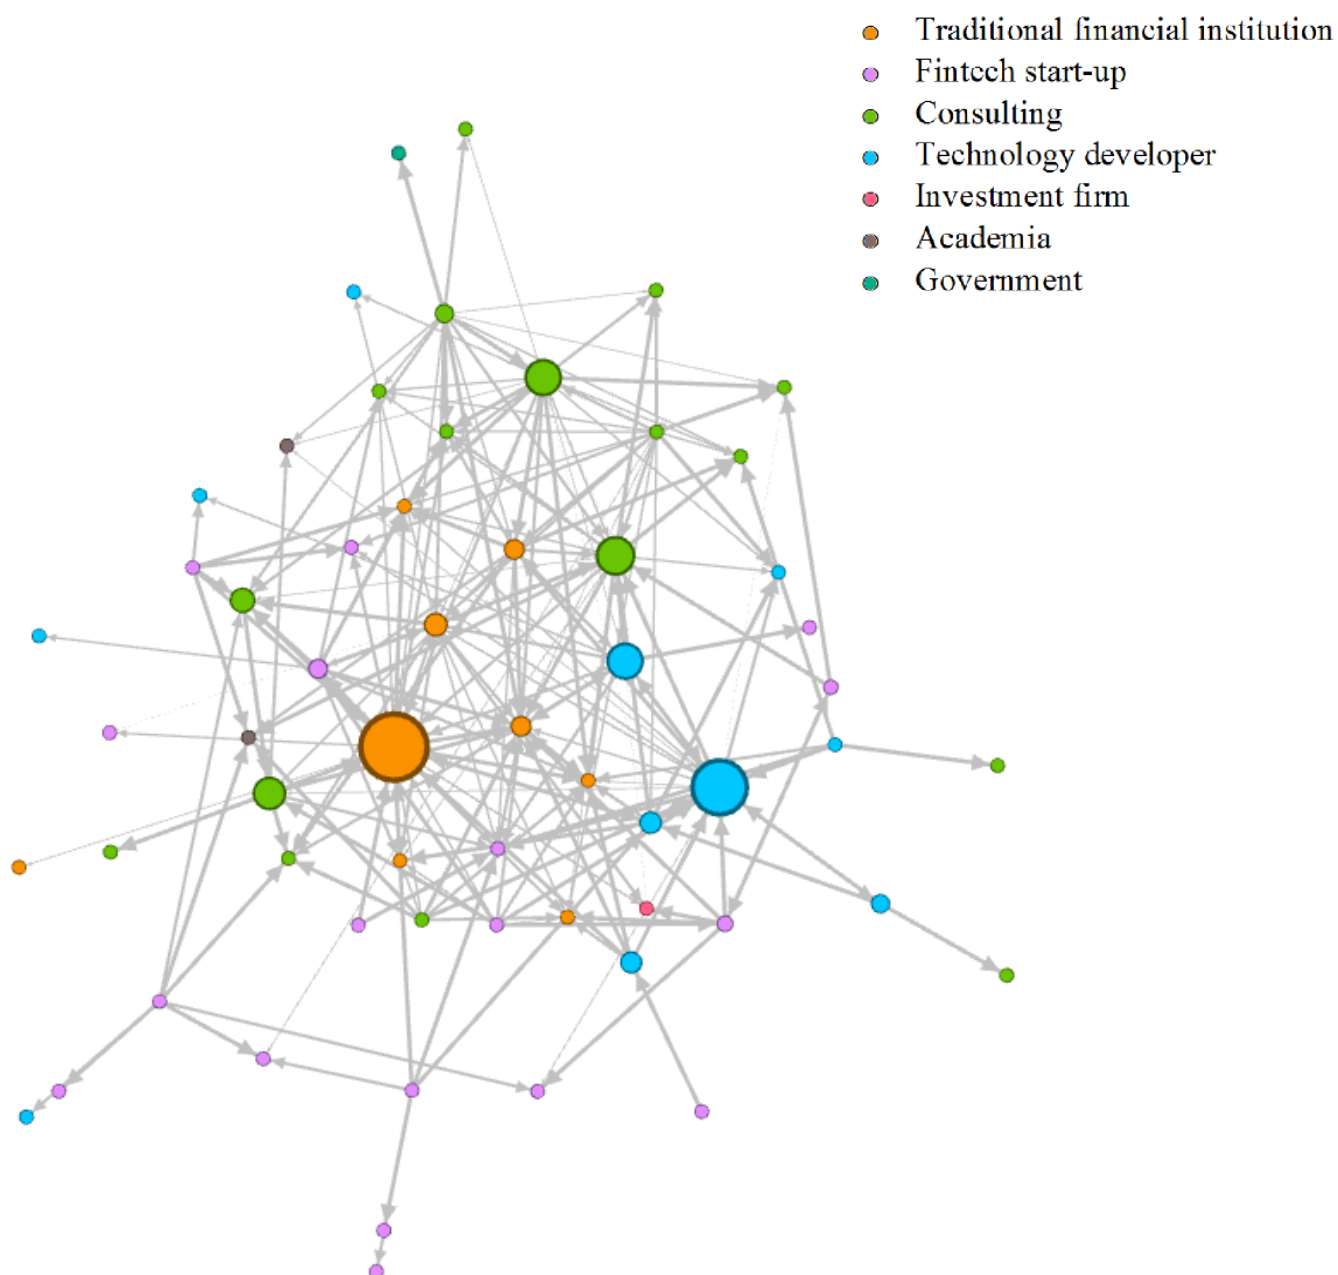 Traditional financial institution
Fintech start-up
Consulting
Technology developer
Investment firm
Academia
Government